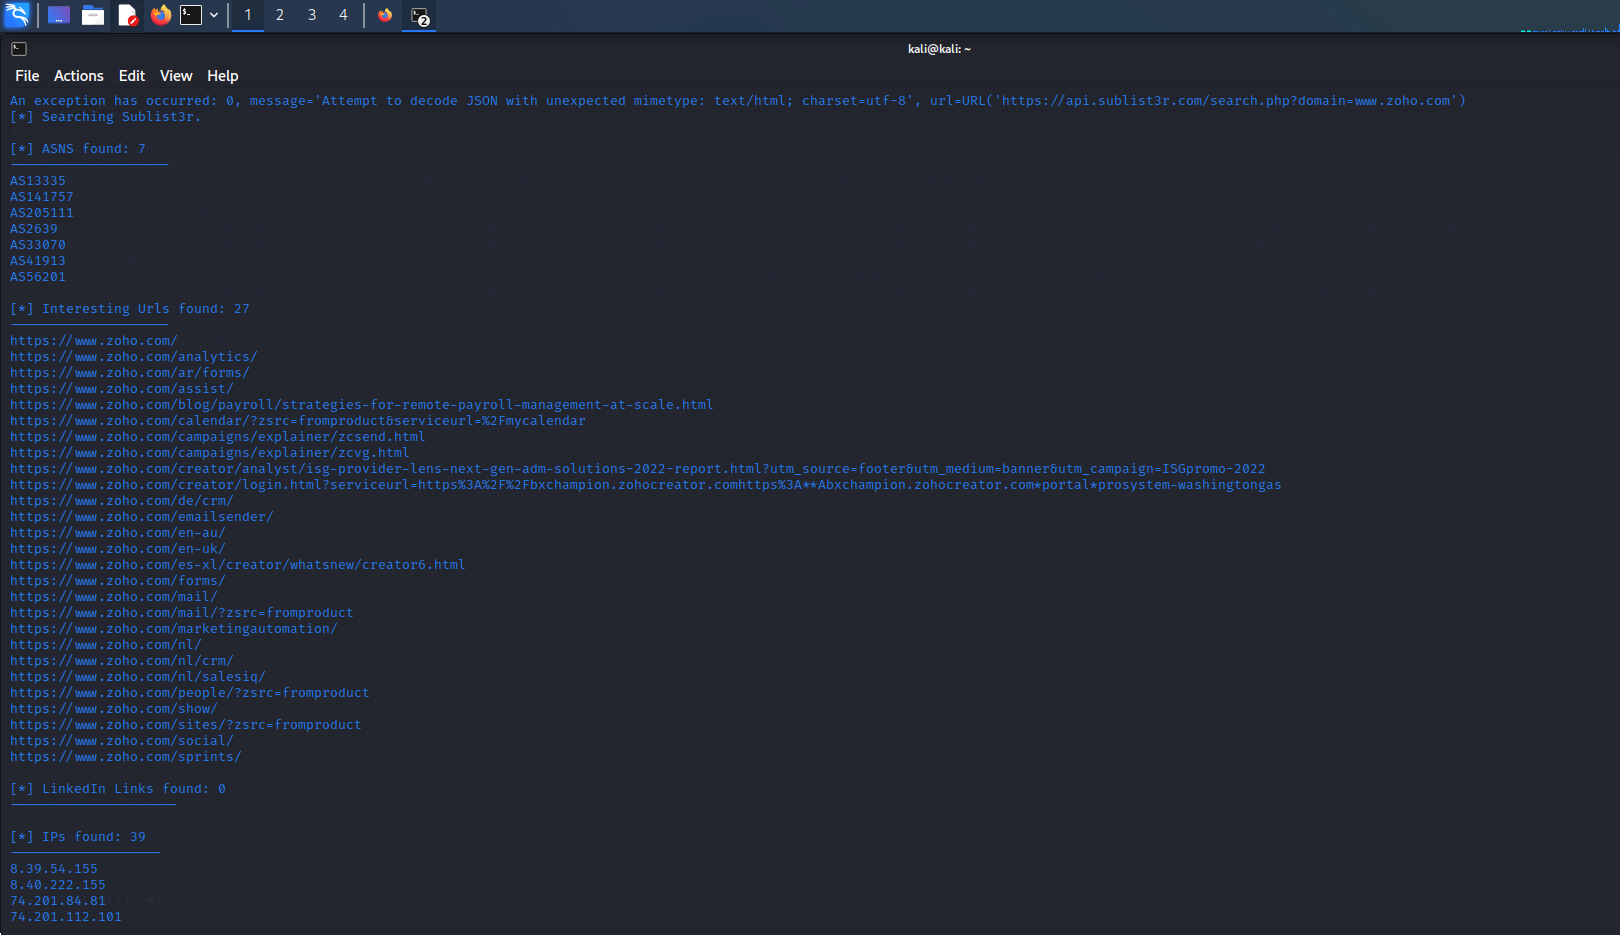 1 2 3 4
2
kali@kali: ~
File Actions Edit View Help
An exception has occurred: 0, message='Attempt to decode JSON with unexpected mimetype: text/html; charset=utf-8', url=URL('https://api.sublist3r.com/search.php?domain=www.zoho.com')
[*] Searching Sublist3r.
[*] ASNS found: 7
--------------------
AS13335
AS141757
AS205111
AS2639
AS33070
AS41913
AS56201
[*] Interesting Urls found: 27
--------------------
https://www.zoho.com/
https://www.zoho.com/analytics/
https://www.zoho.com/ar/forms/
https://www.zoho.com/assist/
https://www.zoho.com/blog/payroll/strategies-for-remote-payroll-management-at-scale.html
https://www.zoho.com/calendar/?zsrc=fromproduct&serviceurl=%2Fmycalendar
https://www.zoho.com/campaigns/explainer/zcsend.html
https://www.zoho.com/campaigns/explainer/zcvg.html
https://www.zoho.com/creator/analyst/isg-provider-lens-next-gen-adm-solutions-2022-report.html?utm_source=footer&utm_medium=banner&utm_campaign=ISGpromo-2022
https://www.zoho.com/creator/login.html?serviceurl=https%3A%2F%2Fbxchampion.zohocreator.comhttps%3A**Abxchampion.zohocreator.com*portal*prosystem-washingtongas
https://www.zoho.com/de/crm/
https://www.zoho.com/emailsender/
https://www.zoho.com/en-au/
https://www.zoho.com/en-uk/
https://www.zoho.com/es-xl/creator/whatsnew/creator6.html
https://www.zoho.com/forms/
https://www.zoho.com/mail/
https://www.zoho.com/mail/?zsrc=fromproduct
https://www.zoho.com/marketingautomation/
https://www.zoho.com/nl/
https://www.zoho.com/nl/crm/
https://www.zoho.com/nl/salesiq/
https://www.zoho.com/people/?zsrc=fromproduct
https://www.zoho.com/show/
https://www.zoho.com/sites/?zsrc=fromproduct
https://www.zoho.com/social/
https://www.zoho.com/sprints/
[*] LinkedIn Links found: 0
---------------------
[*] IPs found: 39
-------------------
8.39.54.155
8.40.222.155
74.201.84.81
74.201.112.101